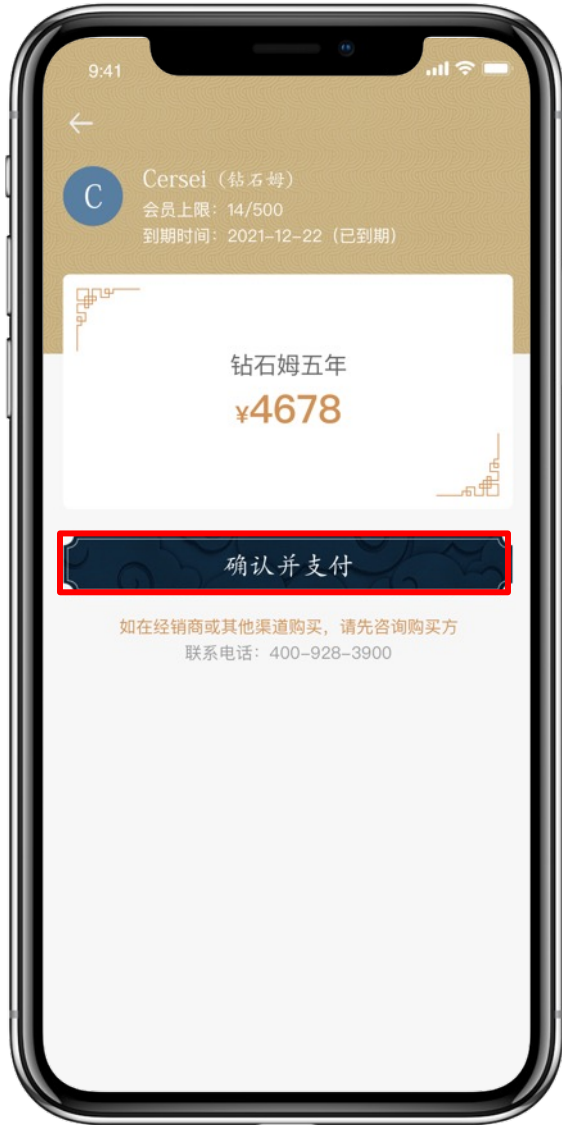 9:41
C
Cersei（钻石姆）
会员上限：14/500
到期时间：2021-12-22（已到期）
钻石姆五年
¥4678
确认并支付
如在经销商或其他渠道购买，请先咨询购买方
联系电话：400-928-3900